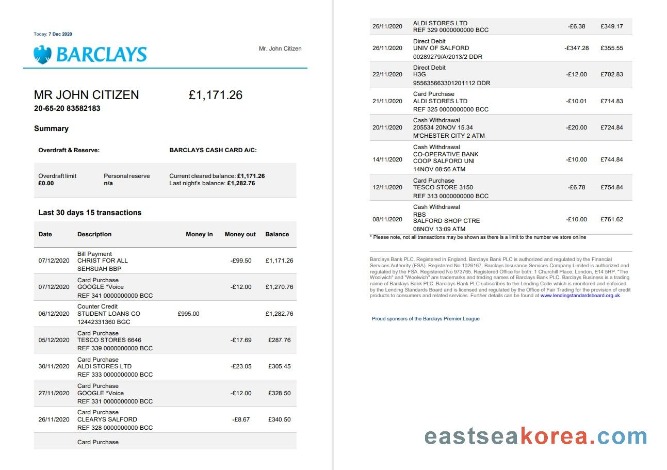 Today: 7 Dec 2020
BARCLAYS
Mr. John Citizen
MR JOHN CITIZEN £1,171.26
20-65-20 83582183
Summary
Overdraft & Reserve: BARCLAYS CASH CARD A/C:
Overdraft limit Personal reserve Current cleared balance: £1,171.26
£0.00 n/a Last night's balance: £1,282.76
Last 30 days 15 transactions
Date Description Money in Money out Balance
Bill Payment
07/12/2020 CHRIST FOR ALL -£99.50 £1,171.26
SEMSUAH BBP
Card Purchase
07/12/2020 GOOGLE *Voice -£12.00 £1,270.76
REF 341 0000000000 BCC
Counter Credit
06/12/2020 STUDENT LOANS CO £995.00 £1,282.76
12442331360 BGC
Card Purchase
05/12/2020 TESCO STORES 6646 -£17.69 £287.76
REF 339 0000000000 BCC
Card Purchase
30/11/2020 ALDI STORES LTD -£23.05 £305.45
REF 333 0000000000 BCC
Card Purchase
27/11/2020 GOOGLE *Voice -£12.00 £328.50
REF 331 0000000000 BCC
Card Purchase
26/11/2020 CLEARYS SALFORD -£8.67 £340.50
REF 328 0000000000 BCC
Card Purchase
26/11/2020 ALDI STORES LTD -£6.38 £349.17
REF 329 0000000000 BCC
Direct Debit
26/11/2020 UNIV OF SALFORD -£347.28 £355.55
00289279/A/2013/2 DDR
Direct Debit
22/11/2020 H3G -£12.00 £702.83
955635663301201112 DDR
Card Purchase
21/11/2020 ALDI STORES LTD -£10.01 £714.83
REF 325 0000000000 BCC
Cash Withdrawal
20/11/2020 205534 20NOV 15.34 -£20.00 £724.84
M'CHESTER CITY 2 ATM
Cash Withdrawal
CO-OPERATIVE BANK
14/11/2020 COOP SALFORD UNI -£10.00 £744.84
14NOV 08:56 ATM
Card Purchase
12/11/2020 TESCO STORE 3150 -£6.78 £754.84
REF 313 0000000000 BCC
Cash Withdrawal
RBS
08/11/2020 SALFORD SHOP CTRE -£10.00 £761.62
08NOV 13:09 ATM
* Please note, not all transactions may be shown as there is a limit to the number we store online
Barclays Bank PLC. Registered in England. Barclays Bank PLC is authorized and regulated by the Financial
Services Authority (FSA). Registered No. 1026167. Barclays Insurance Services Company Limited is authorized and
regulated by the FSA. Registered No. 973765. Registered Office for both: 1 Churchill Place, London, E14 5HP. "The
Woolwich" and "Woolwich" are trademarks and trading names of Barclays Bank PLC. Barclays Business is a trading
name of Barclays Bank PLC. Barclays subscribes to the Lending Code which is monitored and enforced
by the Lending Standards Board and is licensed and regulated by the Office of Fair Trading for the provision of credit
products to consumers and related services. Further details can be found at www.lendingstandardsboard.org.uk
Proud sponsors of the Barclays Premier League
eastseakorea.com